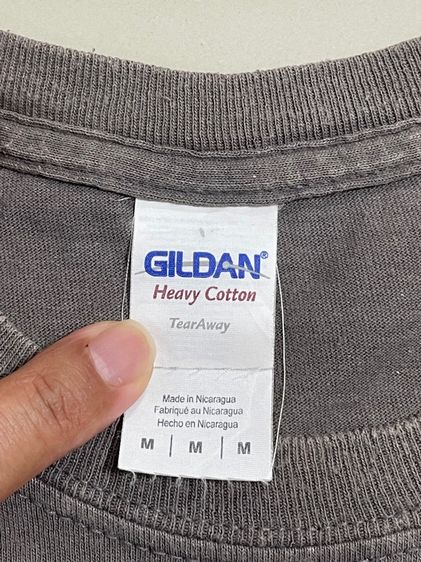 GILDAN®
Heavy Cotton
TearAway
Made in Nicaragua
Fabriqué au Nicaragua
Hecho en Nicaragua
M | M | M